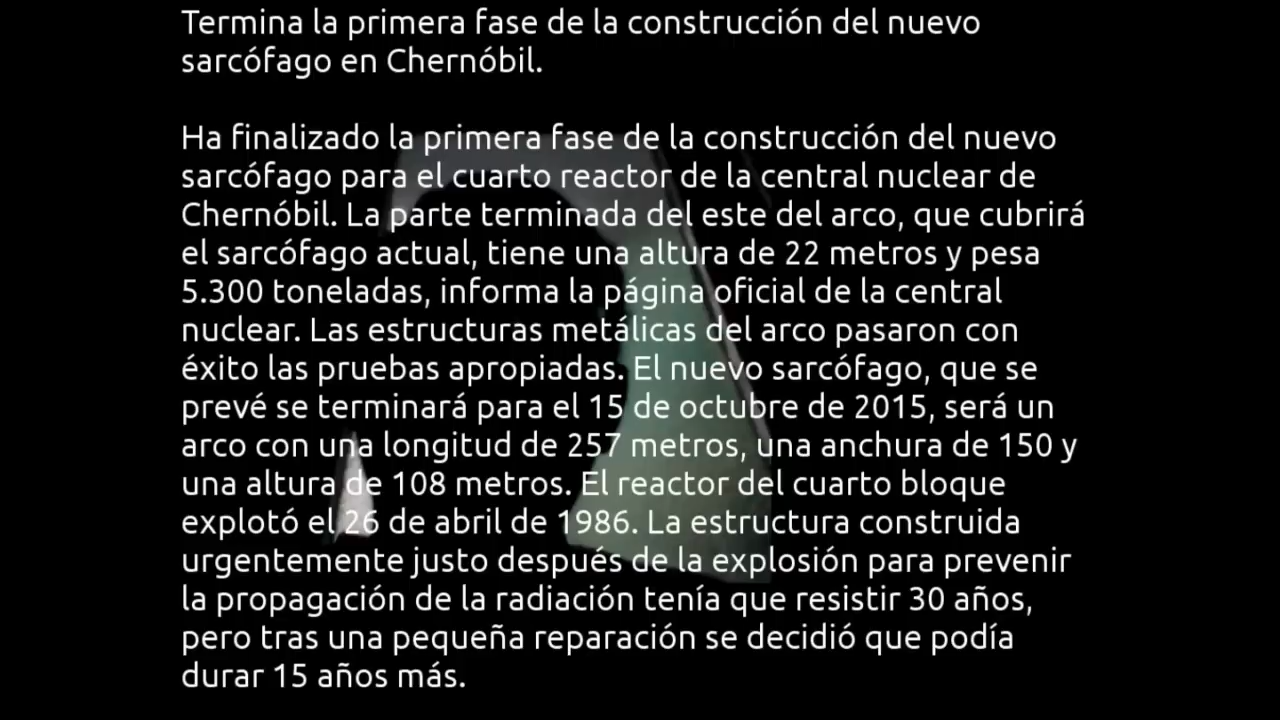 Termina la primera fase de la construcción del nuevo
sarcófago en Chernóbil.
Ha finalizado la primera fase de la construcción del nuevo
sarcófago para el cuarto reactor de la central nuclear de
Chernóbil. La parte terminada del este del arco, que cubrirá
el sarcófago actual, tiene una altura de 22 metros y pesa
5.300 toneladas, informa la página oficial de la central
nuclear. Las estructuras metálicas del arco pasaron con
éxito las pruebas apropiadas. El nuevo sarcófago, que se
prevé se terminará para el 15 de octubre de 2015, será un
arco con una longitud de 257 metros, una anchura de 150 y
una altura de 108 metros. El reactor del cuarto bloque
explotó el 26 de abril de 1986. La estructura construida
urgentemente justo después de la explosión para prevenir
la propagación de la radiación tenía que resistir 30 años,
pero tras una pequeña reparación se decidió que podía
durar 15 años más.